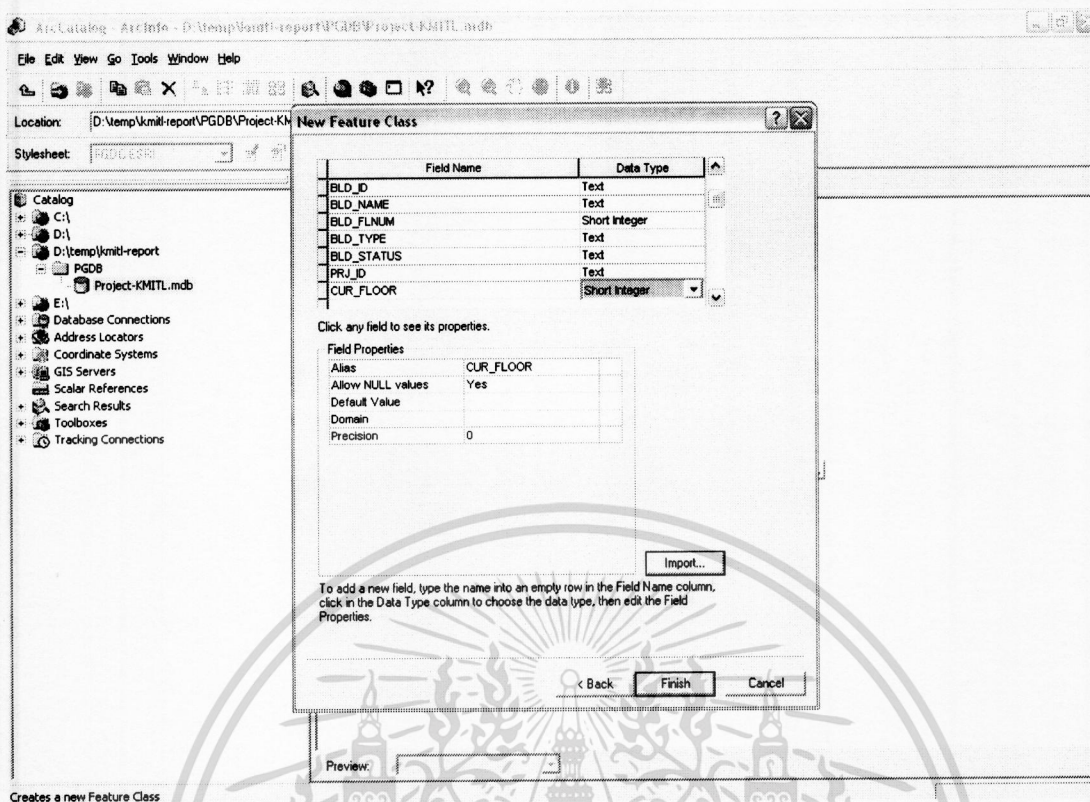 ArcCatalog - ArcInfo - D:\temp\kmitl-report\PGDB\Project-KMITL.mdb
File Edit View Go Tools Window Help
Location: D:\temp\kmitl-report\PGDB\Project-KM
Stylesheet: FGDC ESRI
New Feature Class
Field Name Data Type
BLD_ID Text
BLD_NAME Text
BLD_FLNUM Short Integer
BLD_TYPE Text
BLD_STATUS Text
PRJ_ID Text
CUR_FLOOR Short Integer
Click any field to see its properties.
Field Properties
Alias CUR_FLOOR
Allow NULL values Yes
Default Value
Domain
Precision 0
Import...
To add a new field, type the name into an empty row in the Field Name column,
click in the Data Type column to choose the data type, then edit the Field
Properties.
< Back Finish Cancel
Catalog
C:\
D:\
D:\temp\kmitl-report
PGDB
Project-KMITL.mdb
E:\
Database Connections
Address Locators
Coordinate Systems
GIS Servers
Scalar References
Search Results
Toolboxes
Tracking Connections
Preview:
Creates a new Feature Class